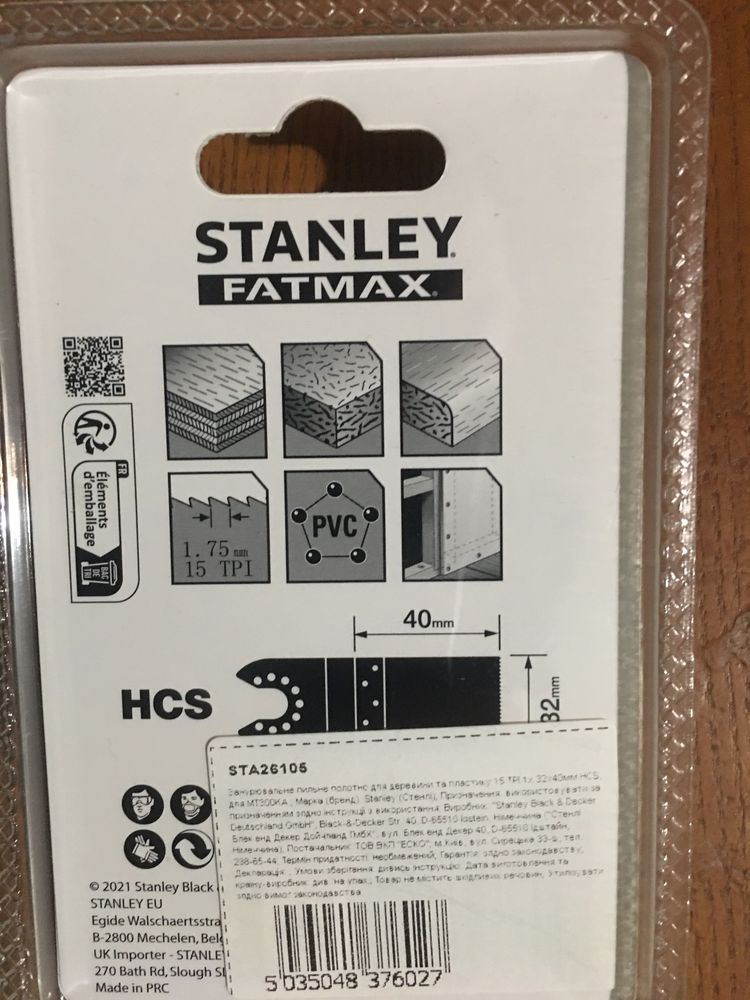 STANLEY
FATMAX
FR
Éléments
d'emballage
BAC
DE
TRI
1.75 mm
15 TPI
PVC
40mm
32mm
HCS
STA26105
Занурювальне пильне полотно для деревини та пластику 15 TPI 1x 32x40мм HCS,
для MT300KA., Марка (бренд): Stanley (Стенлі), Призначення: використовувати за
призначенням згідно інструкції з використання, Виробник: "Stanley Black & Decker
Deutschland GmbH", Black-&-Decker Str. 40, D-65510 Idstein, Німеччина ("Стенлі
Блек енд Декер Дойчланд ГмбХ", вул. Блек енд Декер 40, D-65510 Ідштайн,
Німеччина), Постачальник: ТОВ ВКП "ЕСКО", м.Київ, вул. Сирецька 33-ш, тел.
238-65-44, Термін придатності: необмежений, Гарантія: згідно законодавству,
Декларація:, Умови зберігання: дивись інструкцію, Дата виготовлення та
країну-виробник: див. на упак., Товар не містить шкідливих речовин, Утилізувати
згідно вимог законодавства
5 035048 376027
© 2021 Stanley Black
STANLEY EU
Egide Walschaertsstra
B-2800 Mechelen, Belg
UK Importer - STANLE
270 Bath Rd, Slough Sl
Made in PRC